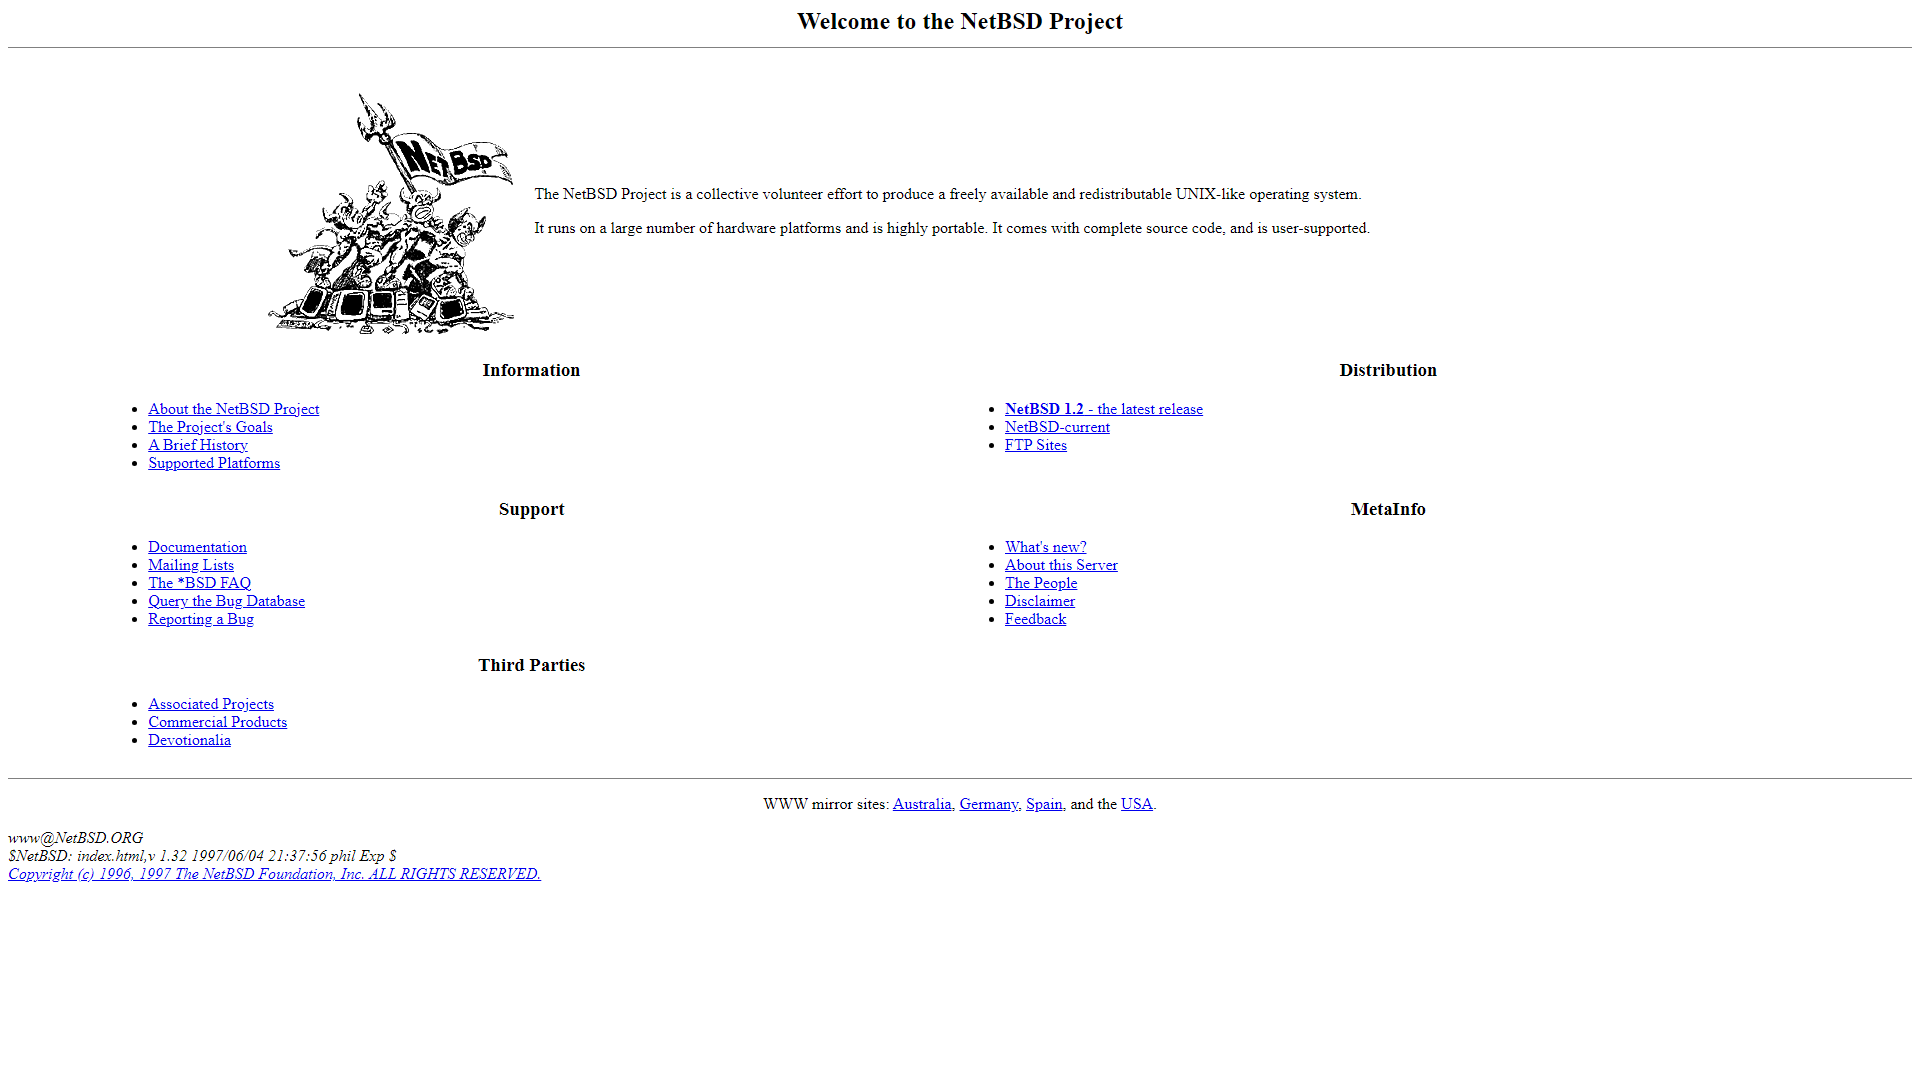 Welcome to the NetBSD Project
NetBSD
The NetBSD Project is a collective volunteer effort to produce a freely available and redistributable UNIX-like operating system.
It runs on a large number of hardware platforms and is highly portable. It comes with complete source code, and is user-supported.
Information
About the NetBSD Project
The Project's Goals
A Brief History
Supported Platforms
Distribution
NetBSD 1.2 - the latest release
NetBSD-current
FTP Sites
Support
Documentation
Mailing Lists
The *BSD FAQ
Query the Bug Database
Reporting a Bug
MetaInfo
What's new?
About this Server
The People
Disclaimer
Feedback
Third Parties
Associated Projects
Commercial Products
Devotionalia
WWW mirror sites: Australia, Germany, Spain, and the USA.
www@NetBSD.ORG
$NetBSD: index.html,v 1.32 1997/06/04 21:37:56 phil Exp $
Copyright (c) 1996, 1997 The NetBSD Foundation, Inc. ALL RIGHTS RESERVED.